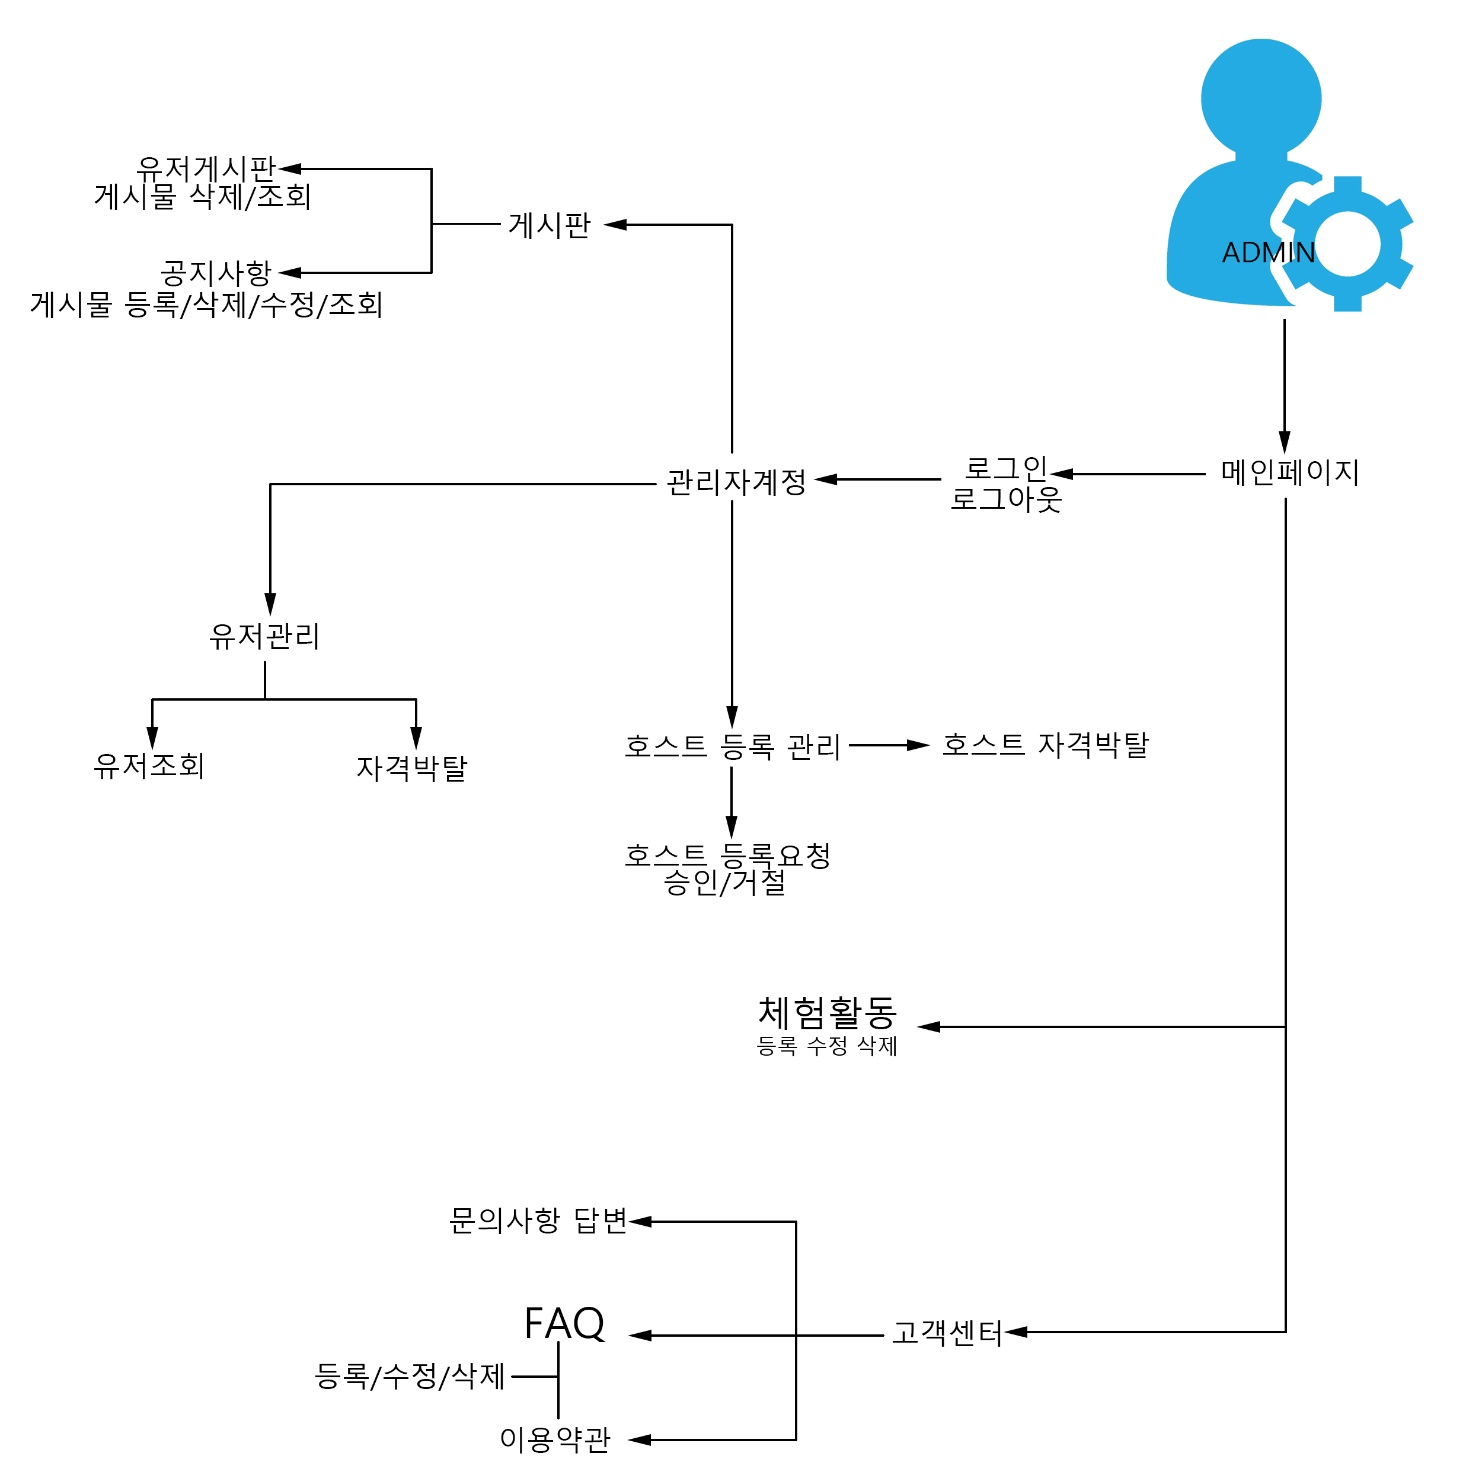 ADMIN
유저게시판
게시물 삭제/조회
게시판
공지사항
게시물 등록/삭제/수정/조회
메인페이지
로그인
로그아웃
관리자계정
유저관리
유저조회
자격박탈
호스트 등록 관리
호스트 자격박탈
호스트 등록요청
승인/거절
체험활동
등록 수정 삭제
문의사항 답변
FAQ
고객센터
등록/수정/삭제
이용약관